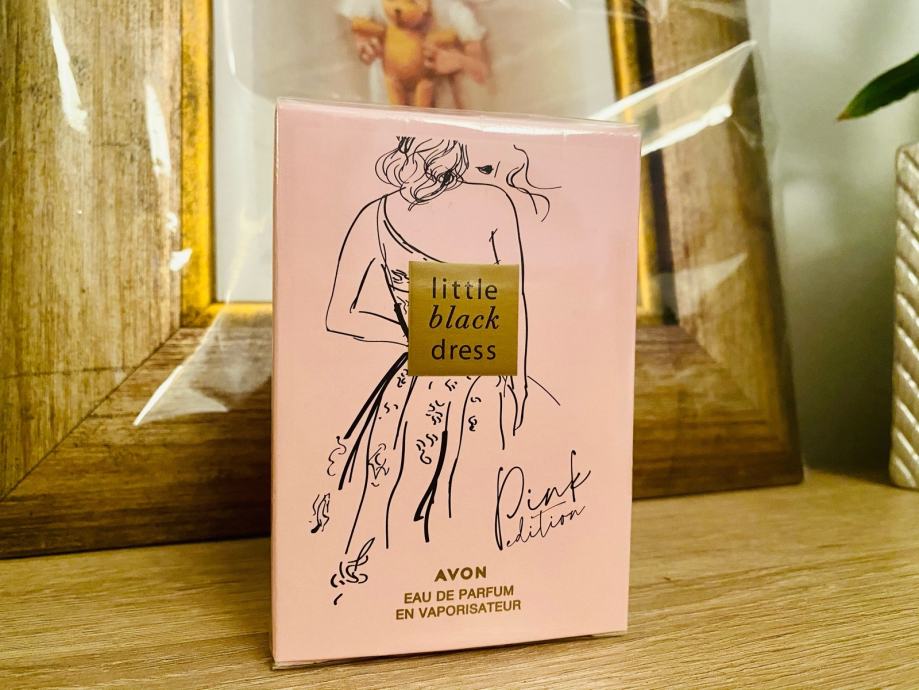 little
black
dress
Pink
edition
AVON
EAU DE PARFUM
EN VAPORISATEUR